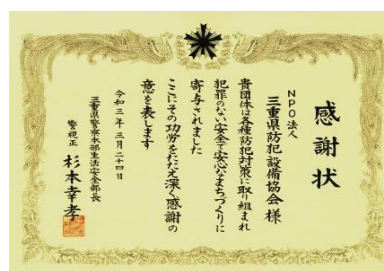 感謝状
NPO法人
三重県防犯設備協会 様
貴団体は各種防犯対策に取り組まれ
犯罪のない安全で安心なまちづくりに
寄与されました
ここにその功労をたたえ深く感謝の
意を表します
令和三年三月二十四日
三重県警察本部生活安全部長
警視正 杉本幸孝